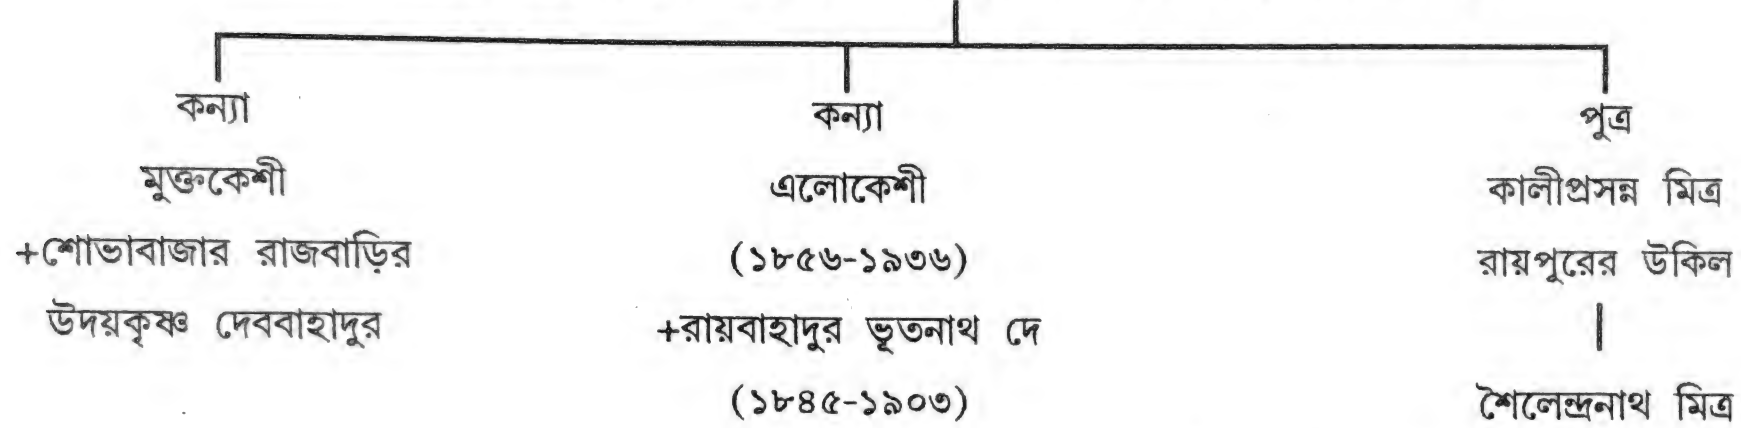 কন্যা
মুক্তকেশী
+শোভাবাজার রাজবাড়ির
উদয়কৃষ্ণ দেববাহাদুর
কন্যা
এলোকেশী
(১৮৫৬-১৯৩৬)
+রায়বাহাদুর ভূতনাথ দে
(১৮৪৫-১৯০৩)
পুত্র
কালীপ্রসন্ন মিত্র
রায়পুরের উকিল
শৈলেন্দ্রনাথ মিত্র